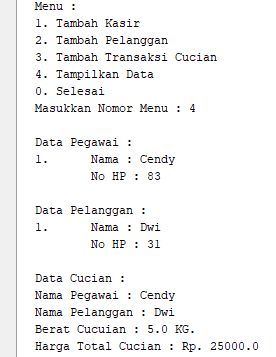 Menu :
1. Tambah Kasir
2. Tambah Pelanggan
3. Tambah Transaksi Cucian
4. Tampilkan Data
0. Selesai
Masukkan Nomor Menu : 4
Data Pegawai :
1. Nama : Cendy
No HP : 83
Data Pelanggan :
1. Nama : Dwi
No HP : 31
Data Cucian :
Nama Pegawai : Cendy
Nama Pelanggan : Dwi
Berat Cucuian : 5.0 KG.
Harga Total Cucian : Rp. 25000.0